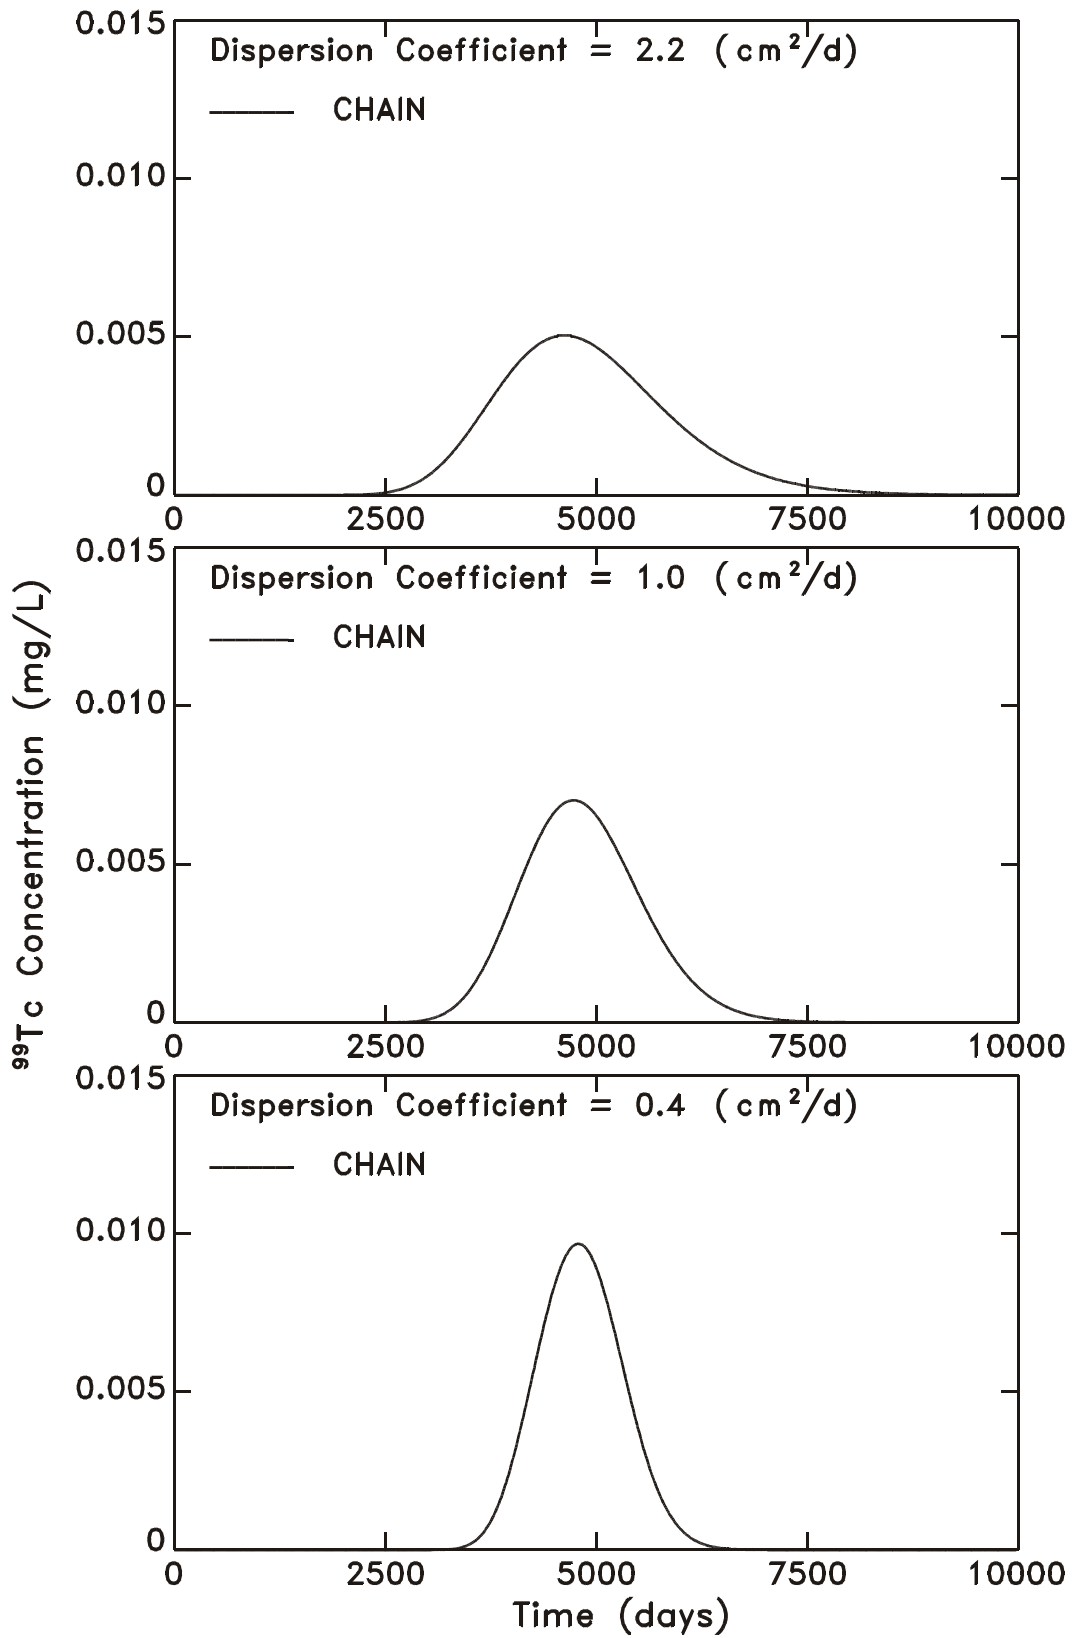 0.015
Dispersion Coefficient = 2.2 (cm²/d)
CHAIN
0.010
0.005
0
0 2500 5000 7500 10000
0.015
Dispersion Coefficient = 1.0 (cm²/d)
CHAIN
0.010
0.005
0
0 2500 5000 7500 10000
⁹⁹Tc Concentration (mg/L)
0.015
Dispersion Coefficient = 0.4 (cm²/d)
CHAIN
0.010
0.005
0
0 2500 5000 7500 10000
Time (days)